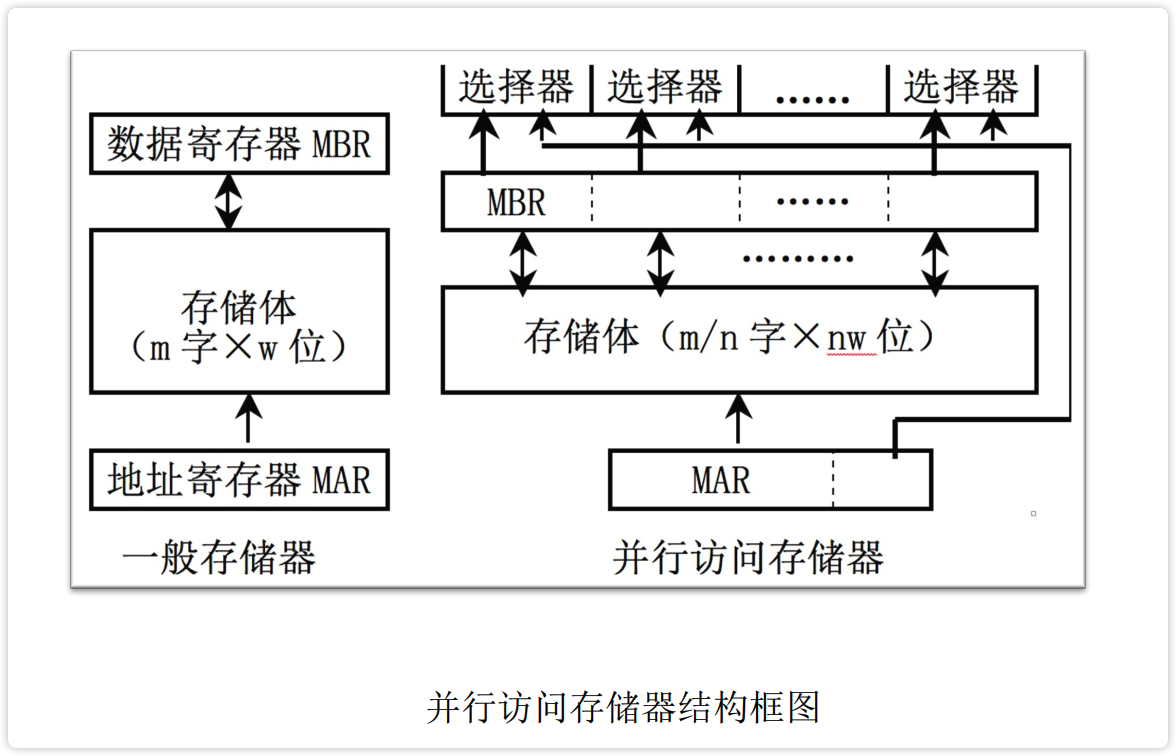 数据寄存器 MBR
存储体
（m 字×w 位）
地址寄存器 MAR
一般存储器
选择器
选择器
……
选择器
MBR
……
………
存储体（m/n 字×nw 位）
MAR
并行访问存储器
并行访问存储器结构框图